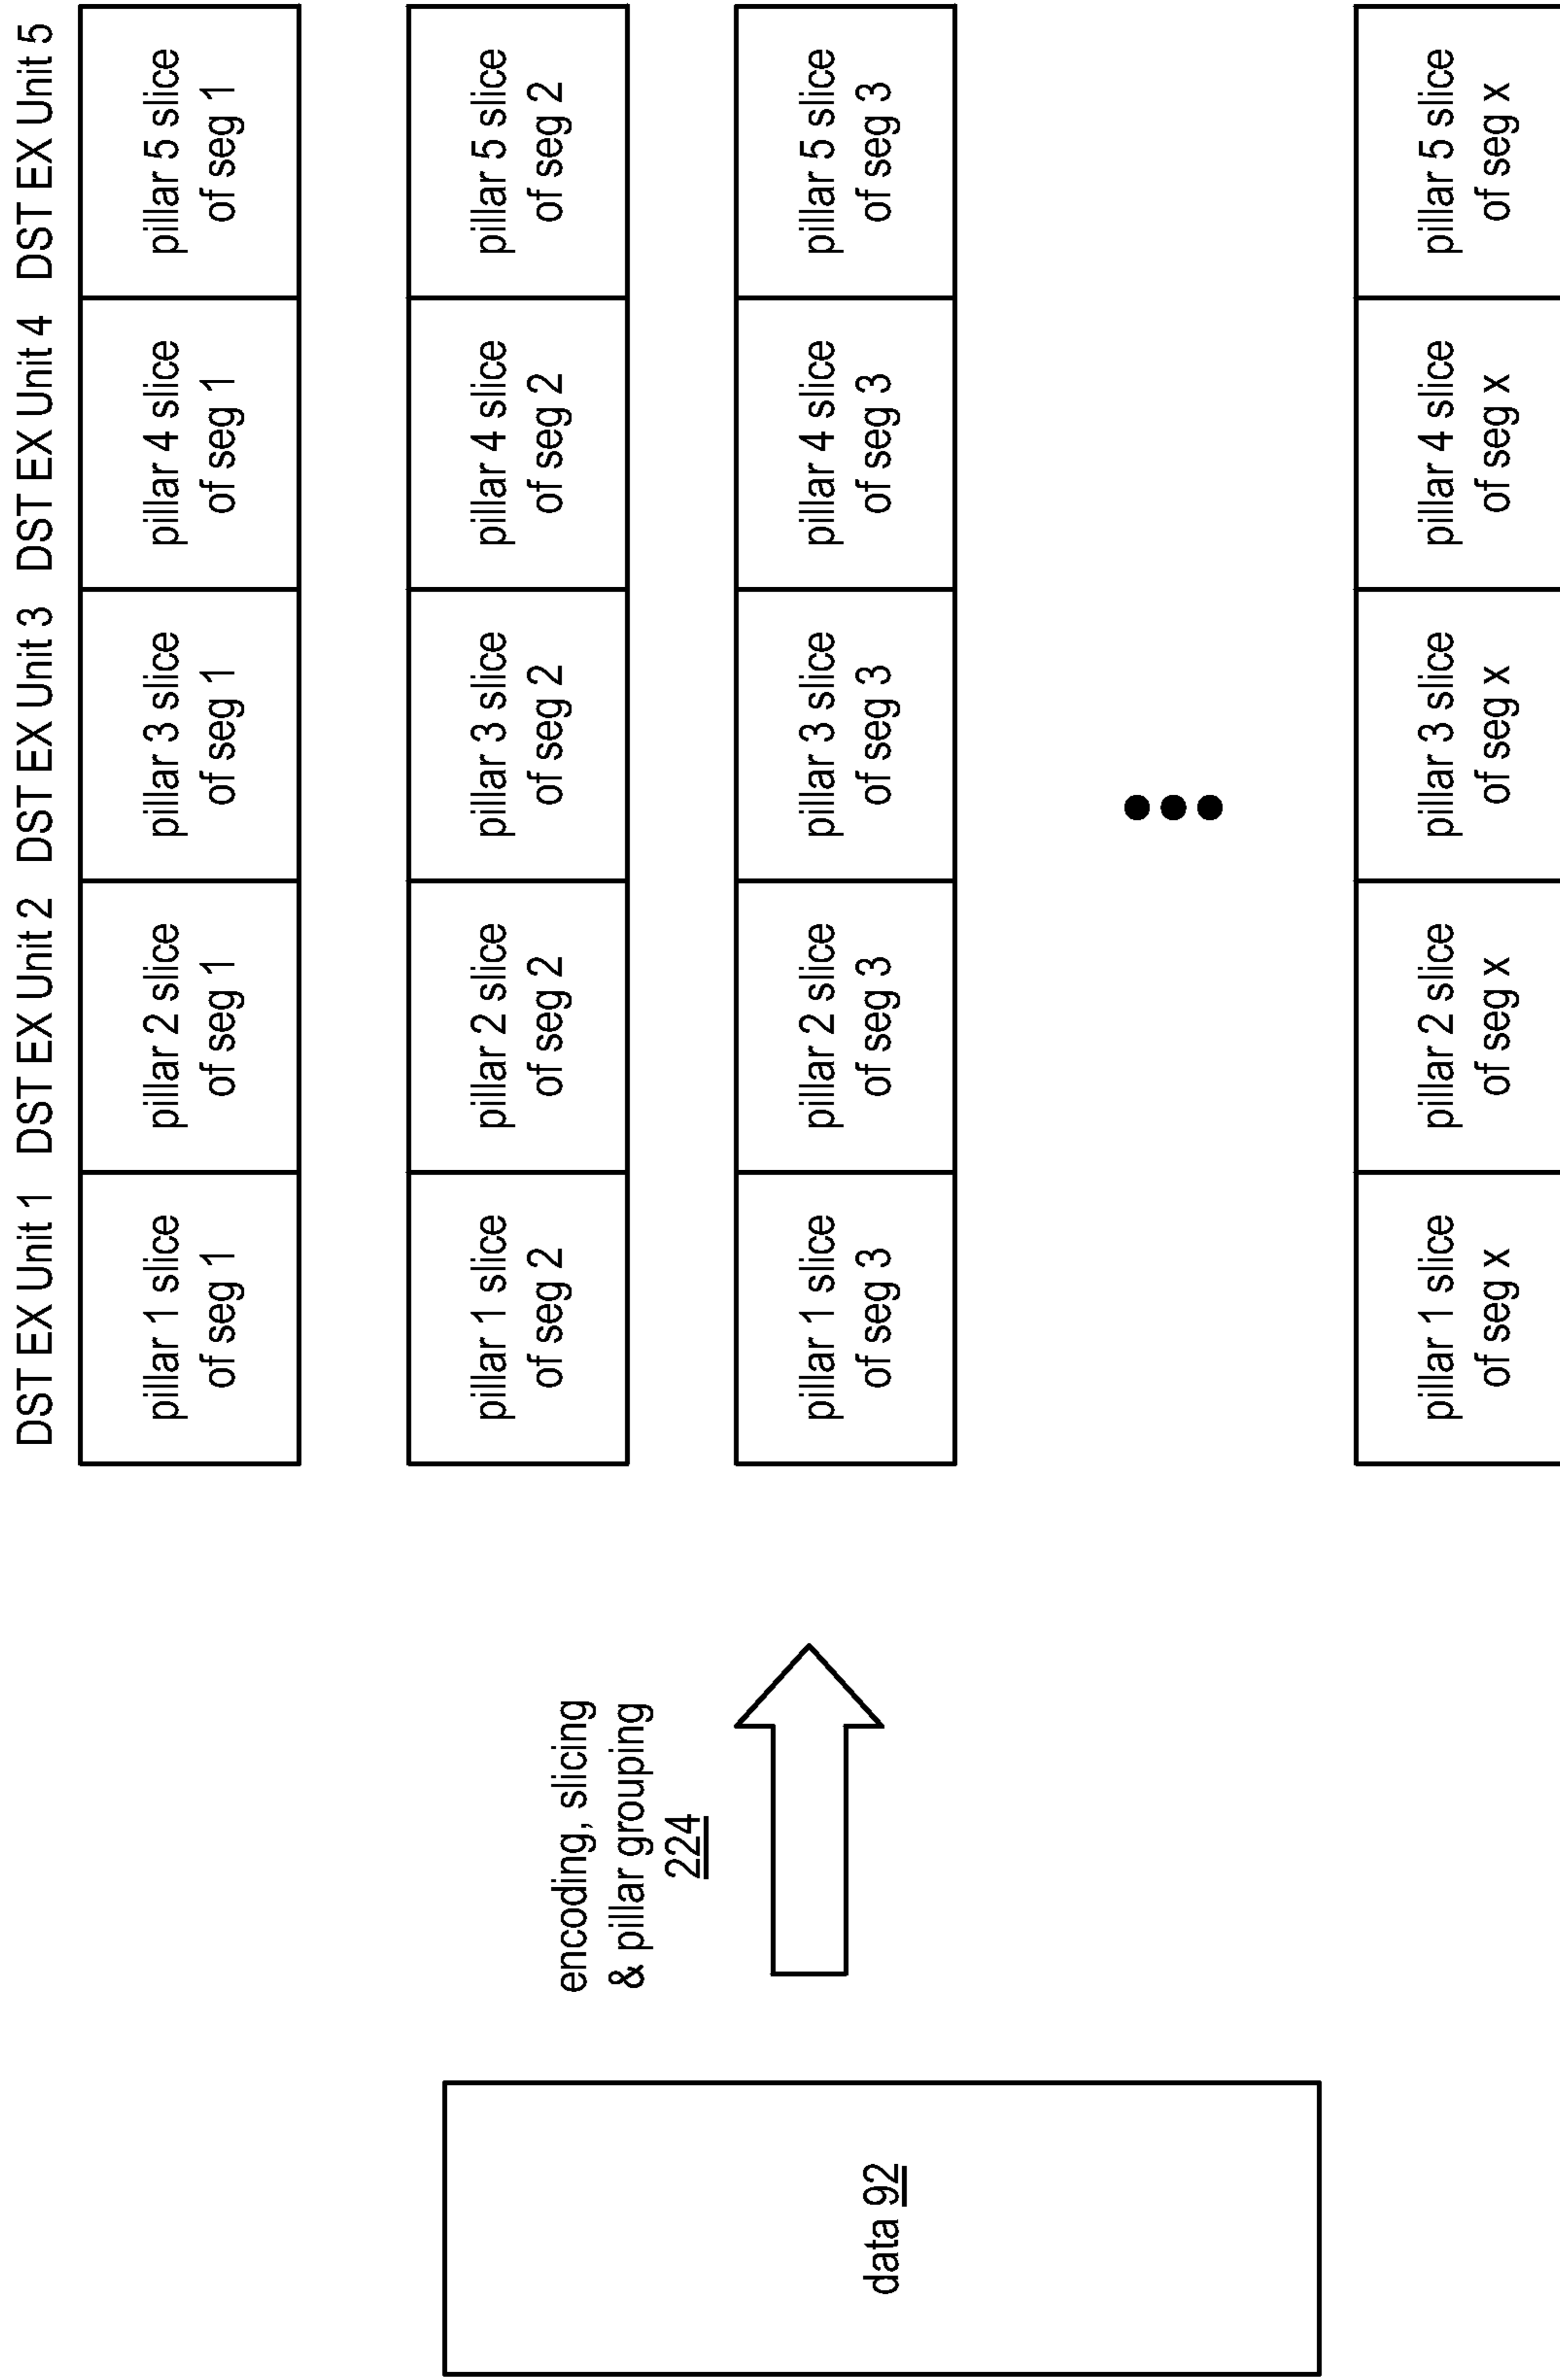 DST EX Unit 1 DST EX Unit 2 DST EX Unit 3 DST EX Unit 4 DST EX Unit 5
pillar 1 slice
of seg 1
pillar 2 slice
of seg 1
pillar 3 slice
of seg 1
pillar 4 slice
of seg 1
pillar 5 slice
of seg 1
pillar 1 slice
of seg 2
pillar 2 slice
of seg 2
pillar 3 slice
of seg 2
pillar 4 slice
of seg 2
pillar 5 slice
of seg 2
encoding, slicing
& pillar grouping
224
data 92
pillar 1 slice
of seg 3
pillar 2 slice
of seg 3
pillar 3 slice
of seg 3
pillar 4 slice
of seg 3
pillar 5 slice
of seg 3
pillar 1 slice
of seg x
pillar 2 slice
of seg x
pillar 3 slice
of seg x
pillar 4 slice
of seg x
pillar 5 slice
of seg x